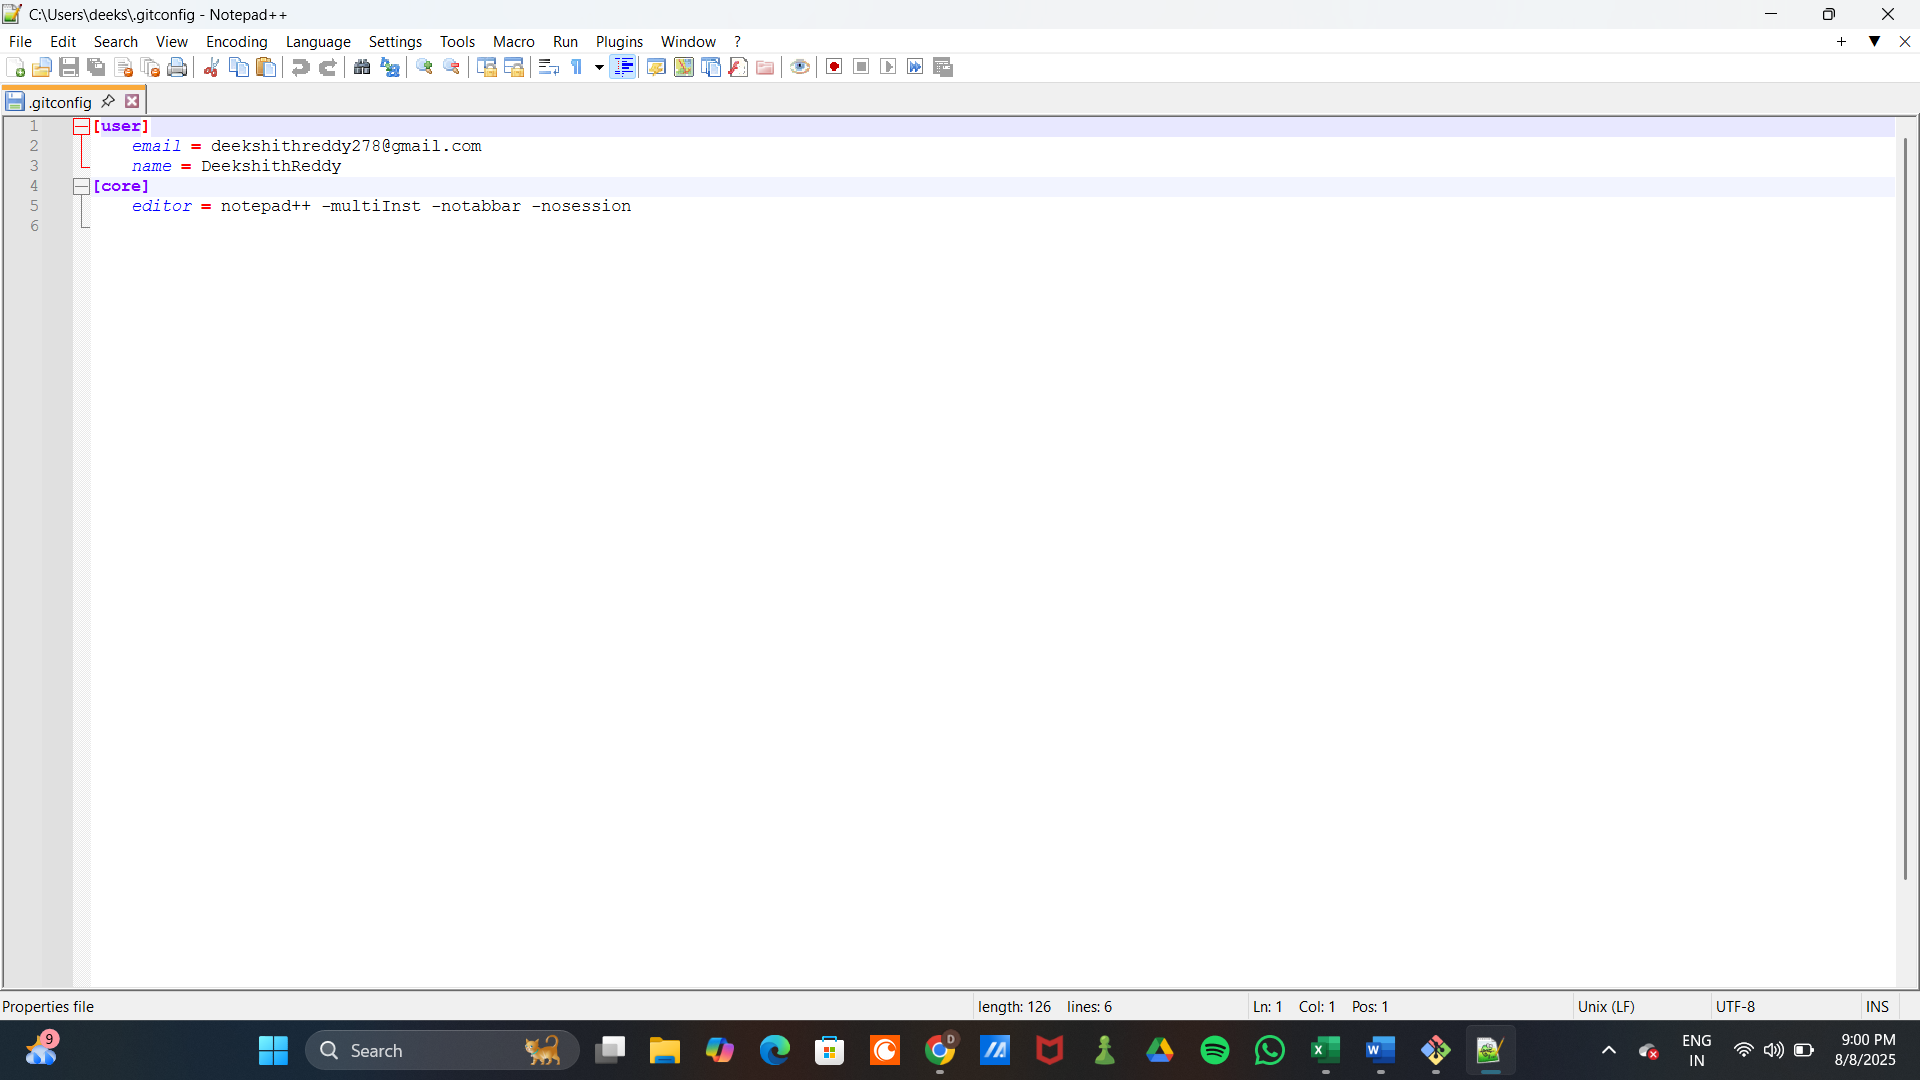 C:\Users\deeks\.gitconfig - Notepad++
File Edit Search View Encoding Language Settings Tools Macro Run Plugins Window ?
.gitconfig
1 [user]
2 email = deekshithreddy278@gmail.com
3 name = DeekshithReddy
4 [core]
5 editor = notepad++ -multiInst -notabbar -nosession
6
Properties file length: 126 lines: 6 Ln: 1 Col: 1 Pos: 1 Unix (LF) UTF-8 INS
9 Search D ENG 9:00 PM
IN 8/8/2025